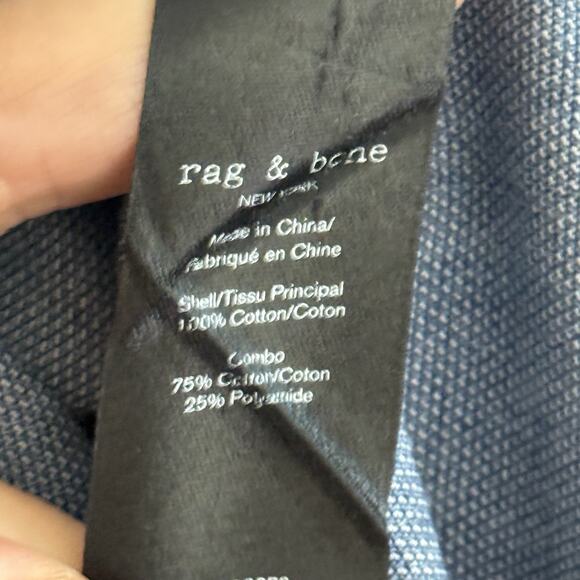 rag & bone
NEW YORK
Made in China/
Fabriqué en Chine
Shell/Tissu Principal
100% Cotton/Coton
Combo
75% Cotton/Coton
25% Polyamide